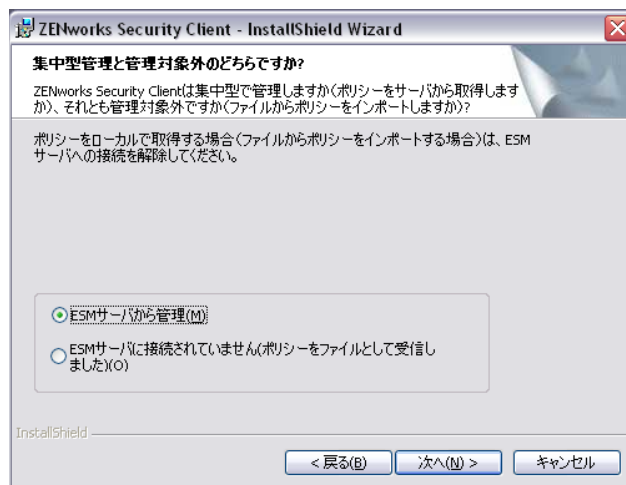 ZENworks Security Client - InstallShield Wizard
集中型管理と管理対象外のどちらですか?
ZENworks Security Clientは集中型で管理しますか(ポリシーをサーバから取得します
か)、それとも管理対象外ですか(ファイルからポリシーをインポートしますか)?
ポリシーをローカルで取得する場合(ファイルからポリシーをインポートする場合)は、ESM
サーバへの接続を解除してください。
ESMサーバから管理(M)
ESMサーバに接続されていません(ポリシーをファイルとして受信し
ました)(O)
InstallShield
< 戻る(B)
次へ(N) >
キャンセル